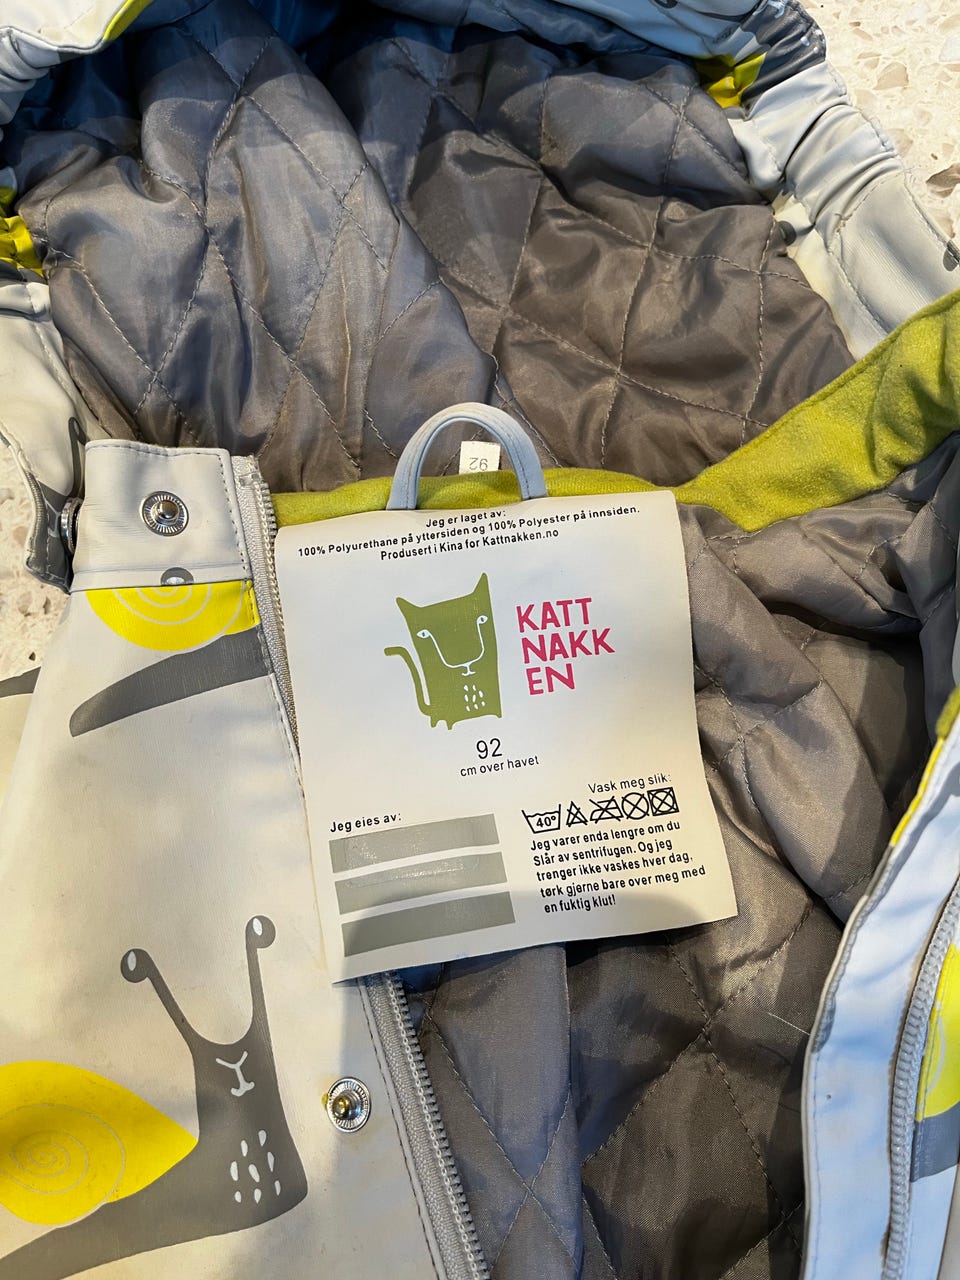 92
Jeg er laget av:
100% Polyurethane på yttersiden og 100% Polyester på innsiden.
Produsert i Kina for Kattnakken.no
KATT
NAKK
EN
92
cm over havet
Jeg eies av:
Vask meg slik:
40°
Jeg varer enda lengre om du
Slår av sentrifugen. Og jeg
trenger ikke vaskes hver dag,
tørk gjerne bare over meg med
en fuktig klut!